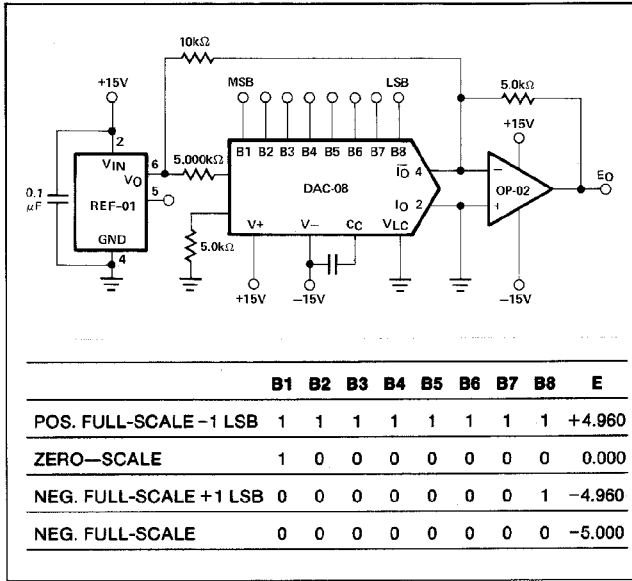 10kΩ
+15V
MSB
LSB
5.0kΩ
2
B1 B2 B3 B4 B5 B6 B7 B8
+15V
VIN
6
5.000kΩ
IO 4
−
EO
VO
5
DAC-08
OP-02
0.1 μF
REF-01
IO 2
+
GND
V+
V−
CC
VLC
4
5.0kΩ
+15V
−15V
−15V
B1 B2 B3 B4 B5 B6 B7 B8 E
POS. FULL-SCALE −1 LSB 1 1 1 1 1 1 1 1 +4.960
ZERO—SCALE 1 0 0 0 0 0 0 0 0.000
NEG. FULL-SCALE +1 LSB 0 0 0 0 0 0 0 1 −4.960
NEG. FULL-SCALE 0 0 0 0 0 0 0 0 −5.000